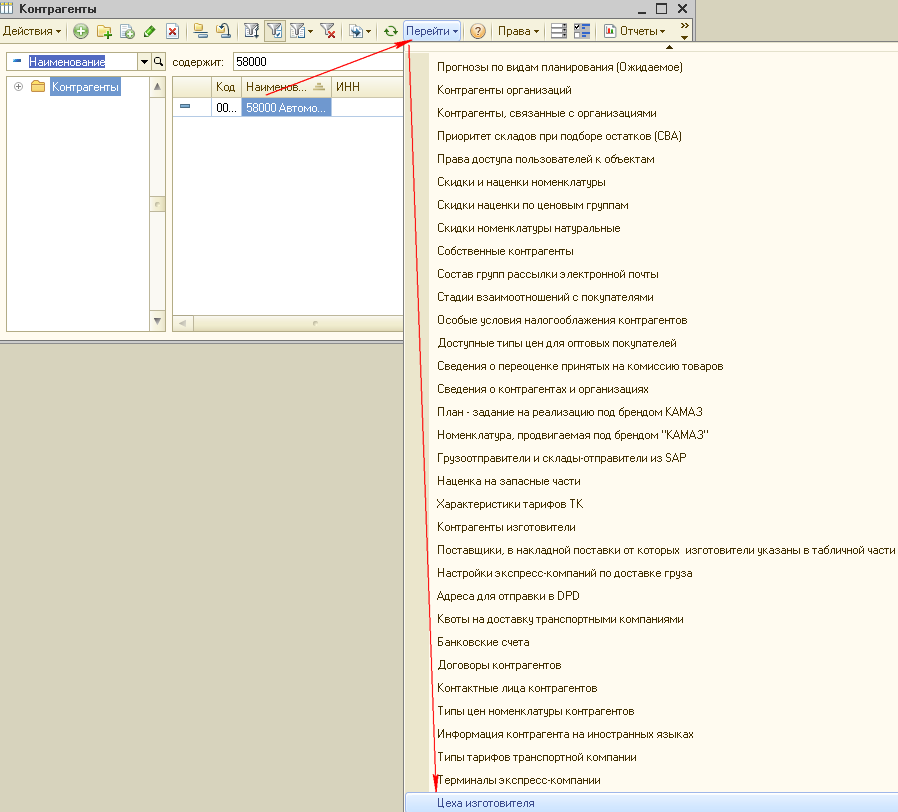 Контрагенты
Действия Перейти Права Отчеты
Наименование содержит: 58000
Контрагенты
Код Наименов... ИНН
00... 58000 Автомо...
Прогнозы по видам планирования (Ожидаемое)
Контрагенты организаций
Контрагенты, связанные с организациями
Приоритет складов при подборе остатков (СВА)
Права доступа пользователей к объектам
Скидки и наценки номенклатуры
Скидки наценки по ценовым группам
Скидки номенклатуры натуральные
Собственные контрагенты
Состав групп рассылки электронной почты
Стадии взаимоотношений с покупателями
Особые условия налогообложения контрагентов
Доступные типы цен для оптовых покупателей
Сведения о переоценке принятых на комиссию товаров
Сведения о контрагентах и организациях
План - задание на реализацию под брендом КАМАЗ
Номенклатура, продвигаемая под брендом "КАМАЗ"
Грузоотправители и склады-отправители из SAP
Наценка на запасные части
Характеристики тарифов ТК
Контрагенты изготовители
Поставщики, в накладной поставки от которых изготовители указаны в табличной части
Настройки экспресс-компаний по доставке груза
Адреса для отправки в DPD
Квоты на доставку транспортными компаниями
Банковские счета
Договоры контрагентов
Контактные лица контрагентов
Типы цен номенклатуры контрагентов
Информация контрагента на иностранных языках
Типы тарифов транспортной компании
Терминалы экспресс-компании
Цеха изготовителя